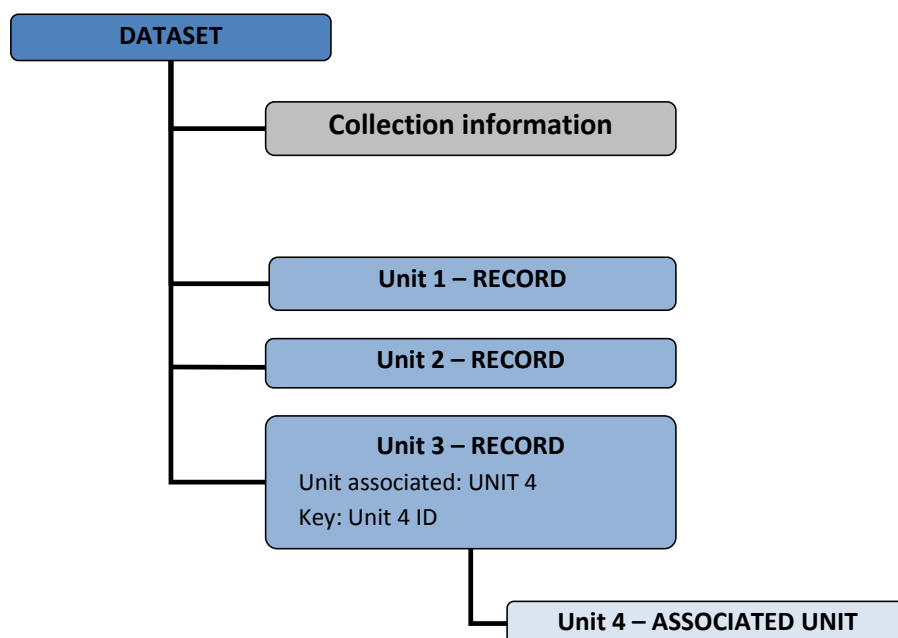 DATASET
Collection information
Unit 1 – RECORD
Unit 2 – RECORD
Unit 3 – RECORD
Unit associated: UNIT 4
Key: Unit 4 ID
Unit 4 – ASSOCIATED UNIT